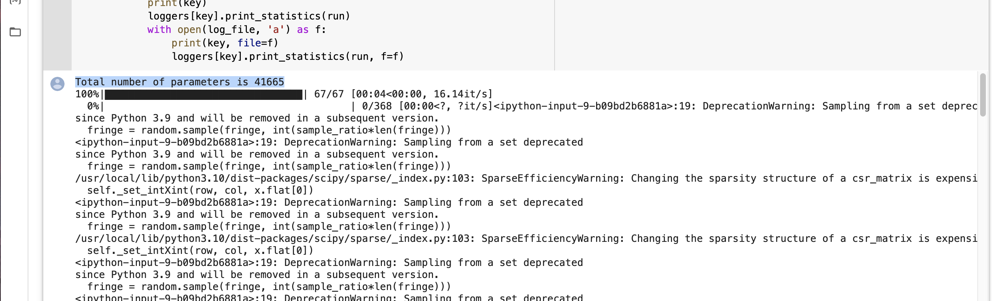 print(key)
loggers[key].print_statistics(run)
with open(log_file, 'a') as f:
print(key, file=f)
loggers[key].print_statistics(run, f=f)
Total number of parameters is 41665
100%|██████████| 67/67 [00:04<00:00, 16.14it/s]
0%| | 0/368 [00:00<?, ?it/s]<ipython-input-9-b09bd2b6881a>:19: DeprecationWarning: Sampling from a set deprec
since Python 3.9 and will be removed in a subsequent version.
fringe = random.sample(fringe, int(sample_ratio*len(fringe)))
<ipython-input-9-b09bd2b6881a>:19: DeprecationWarning: Sampling from a set deprecated
since Python 3.9 and will be removed in a subsequent version.
fringe = random.sample(fringe, int(sample_ratio*len(fringe)))
/usr/local/lib/python3.10/dist-packages/scipy/sparse/_index.py:103: SparseEfficiencyWarning: Changing the sparsity structure of a csr_matrix is expensi
self._set_intXint(row, col, x.flat[0])
<ipython-input-9-b09bd2b6881a>:19: DeprecationWarning: Sampling from a set deprecated
since Python 3.9 and will be removed in a subsequent version.
fringe = random.sample(fringe, int(sample_ratio*len(fringe)))
/usr/local/lib/python3.10/dist-packages/scipy/sparse/_index.py:103: SparseEfficiencyWarning: Changing the sparsity structure of a csr_matrix is expensi
self._set_intXint(row, col, x.flat[0])
<ipython-input-9-b09bd2b6881a>:19: DeprecationWarning: Sampling from a set deprecated
since Python 3.9 and will be removed in a subsequent version.
fringe = random.sample(fringe, int(sample_ratio*len(fringe)))
<ipython-input-9-b09bd2b6881a>:19: DeprecationWarning: Sampling from a set deprecated